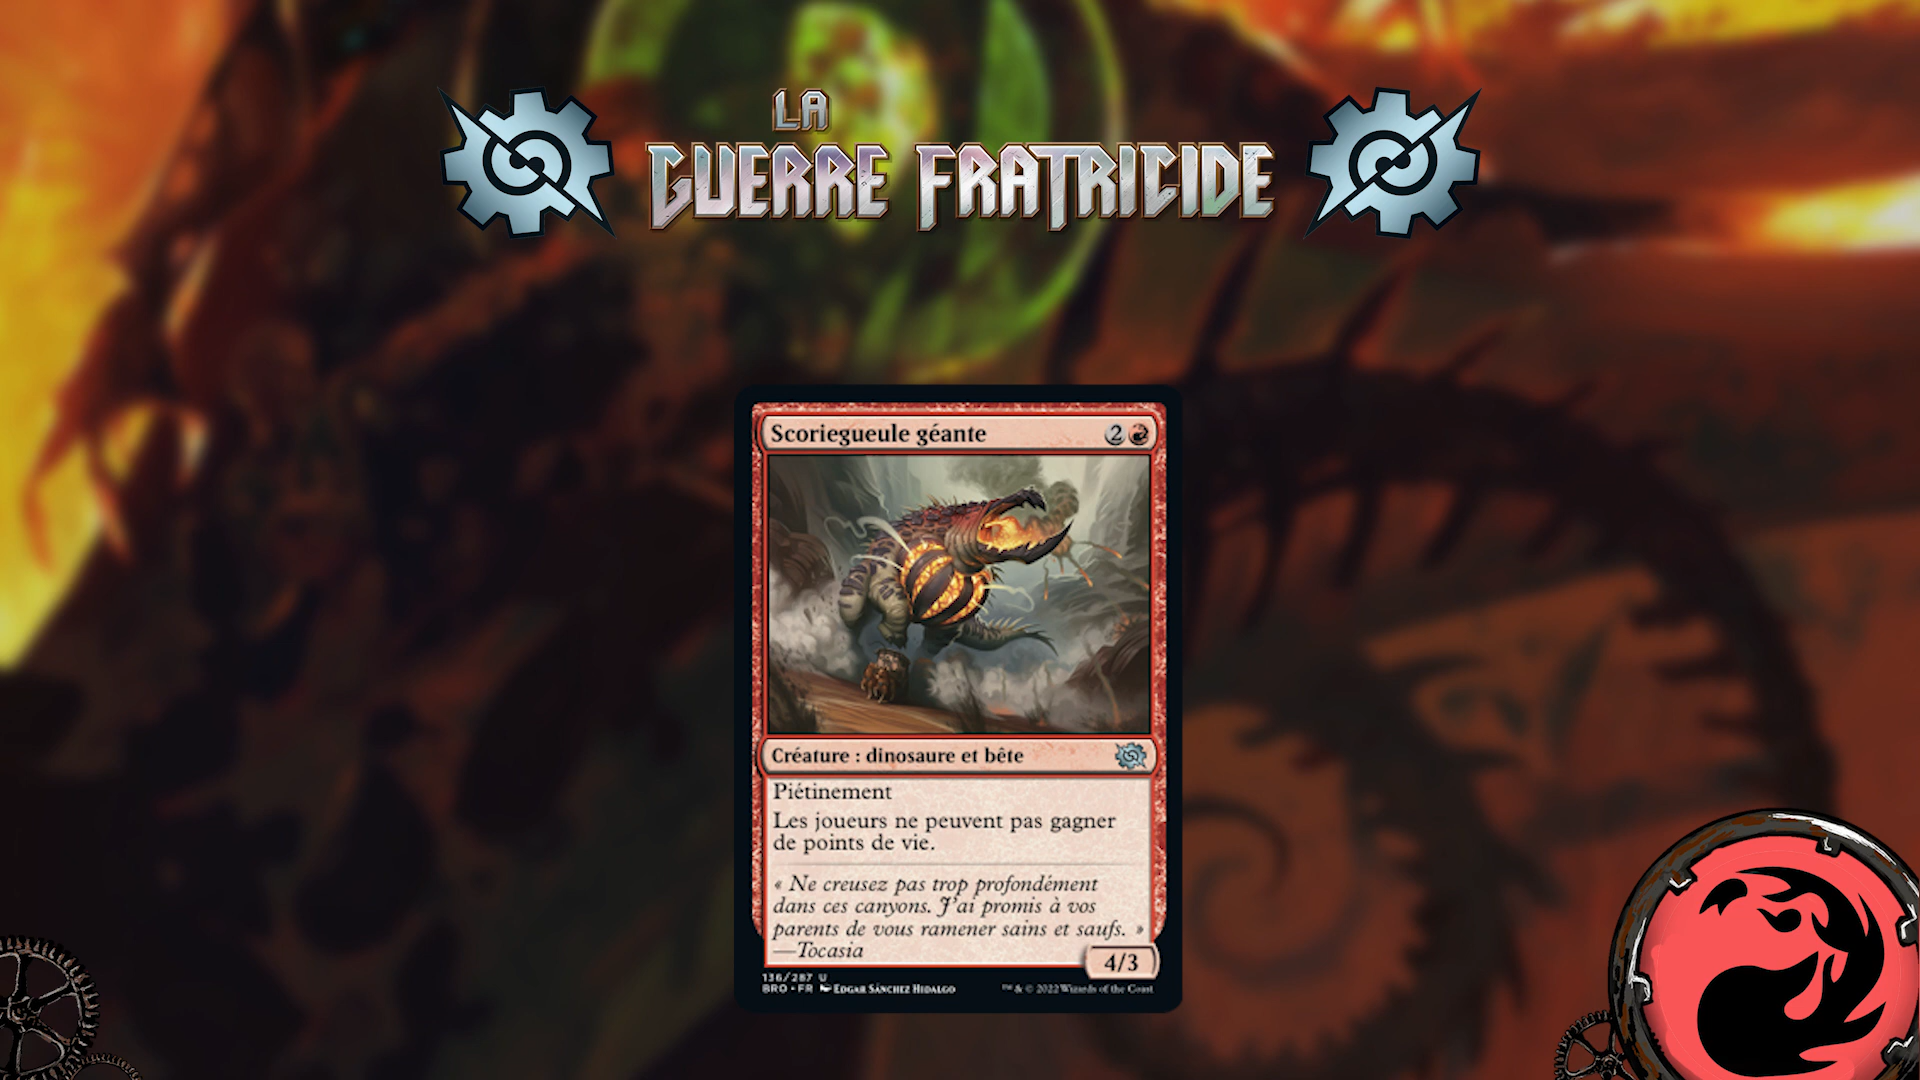 LA
GUERRE FRATRICIDE
Scoriegueule géante
2
Créature : dinosaure et bête
Piétinement
Les joueurs ne peuvent pas gagner
de points de vie.
« Ne creusez pas trop profondément
dans ces canyons. J'ai promis à vos
parents de vous ramener sains et saufs. »
—Tocasia
4/3
136/287 U
BRO • FR Edgar Sánchez Hidalgo
™ & © 2022 Wizards of the Coast